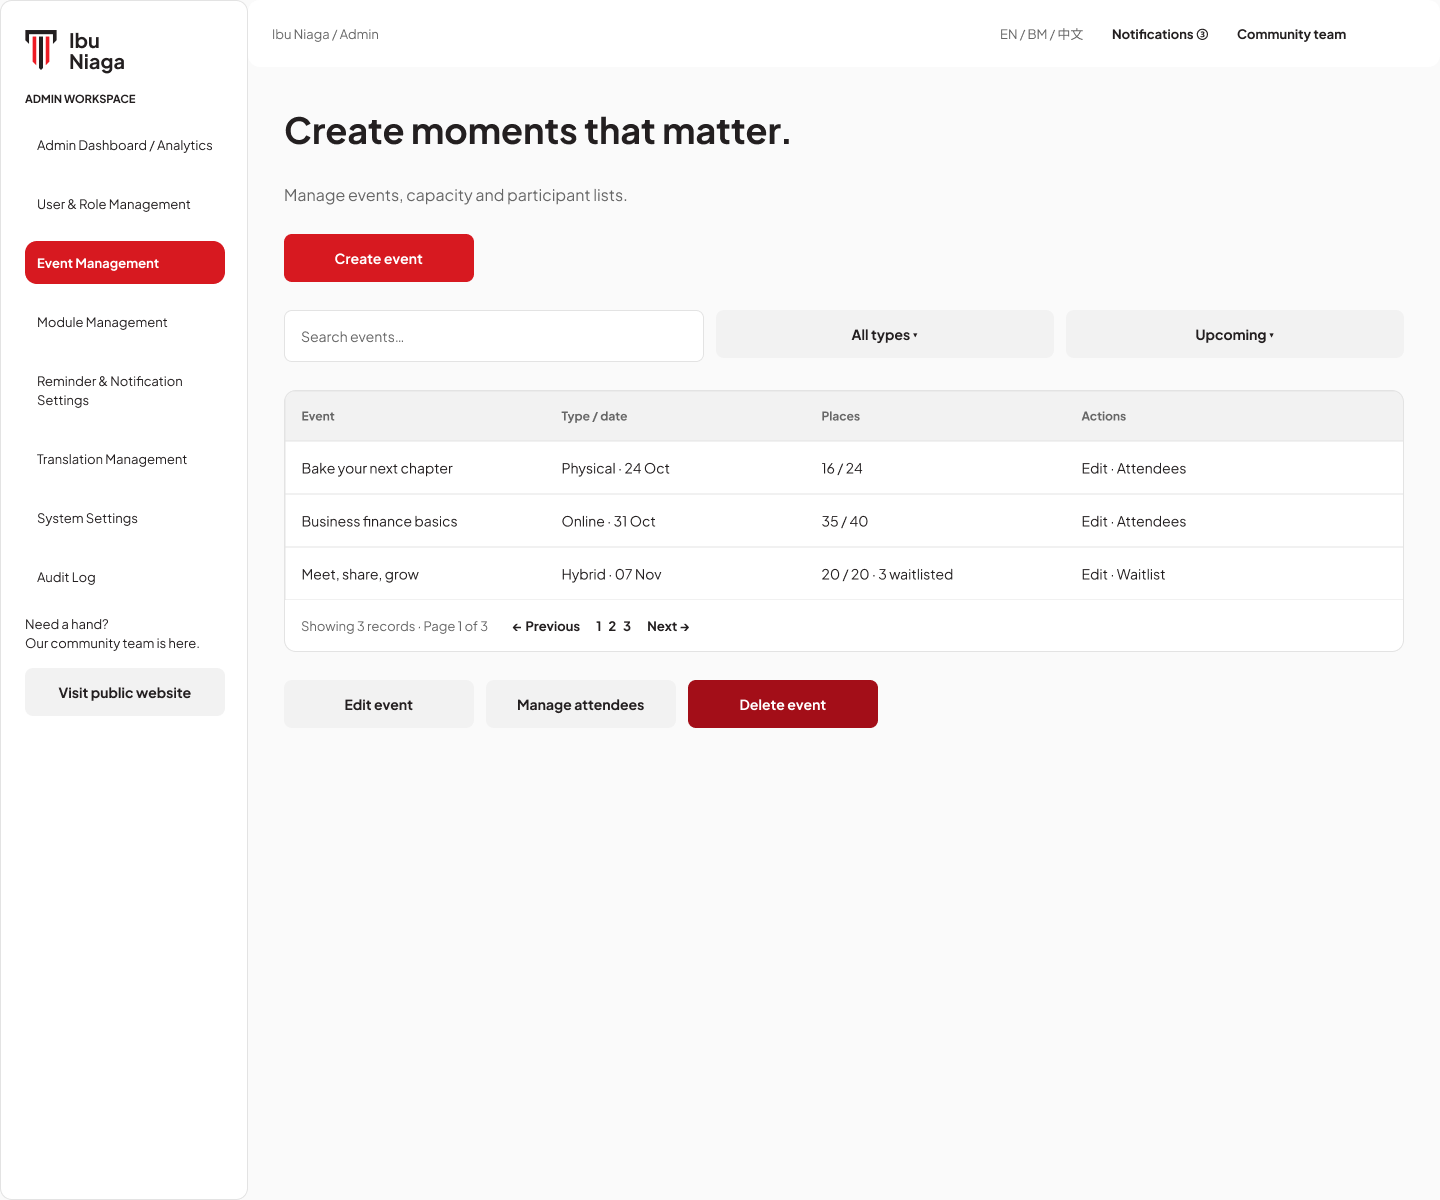 Ibu
Niaga
ADMIN WORKSPACE
Admin Dashboard / Analytics
User & Role Management
Event Management
Module Management
Reminder & Notification
Settings
Translation Management
System Settings
Audit Log
Need a hand?
Our community team is here.
Visit public website
Ibu Niaga / Admin
EN / BM / 中文
Notifications ③
Community team
Create moments that matter.
Manage events, capacity and participant lists.
Create event
Search events...
All types ▾
Upcoming ▾
Event Type / date Places Actions
Bake your next chapter Physical · 24 Oct 16 / 24 Edit · Attendees
Business finance basics Online · 31 Oct 35 / 40 Edit · Attendees
Meet, share, grow Hybrid · 07 Nov 20 / 20 · 3 waitlisted Edit · Waitlist
Showing 3 records · Page 1 of 3 ← Previous 1 2 3 Next →
Edit event
Manage attendees
Delete event